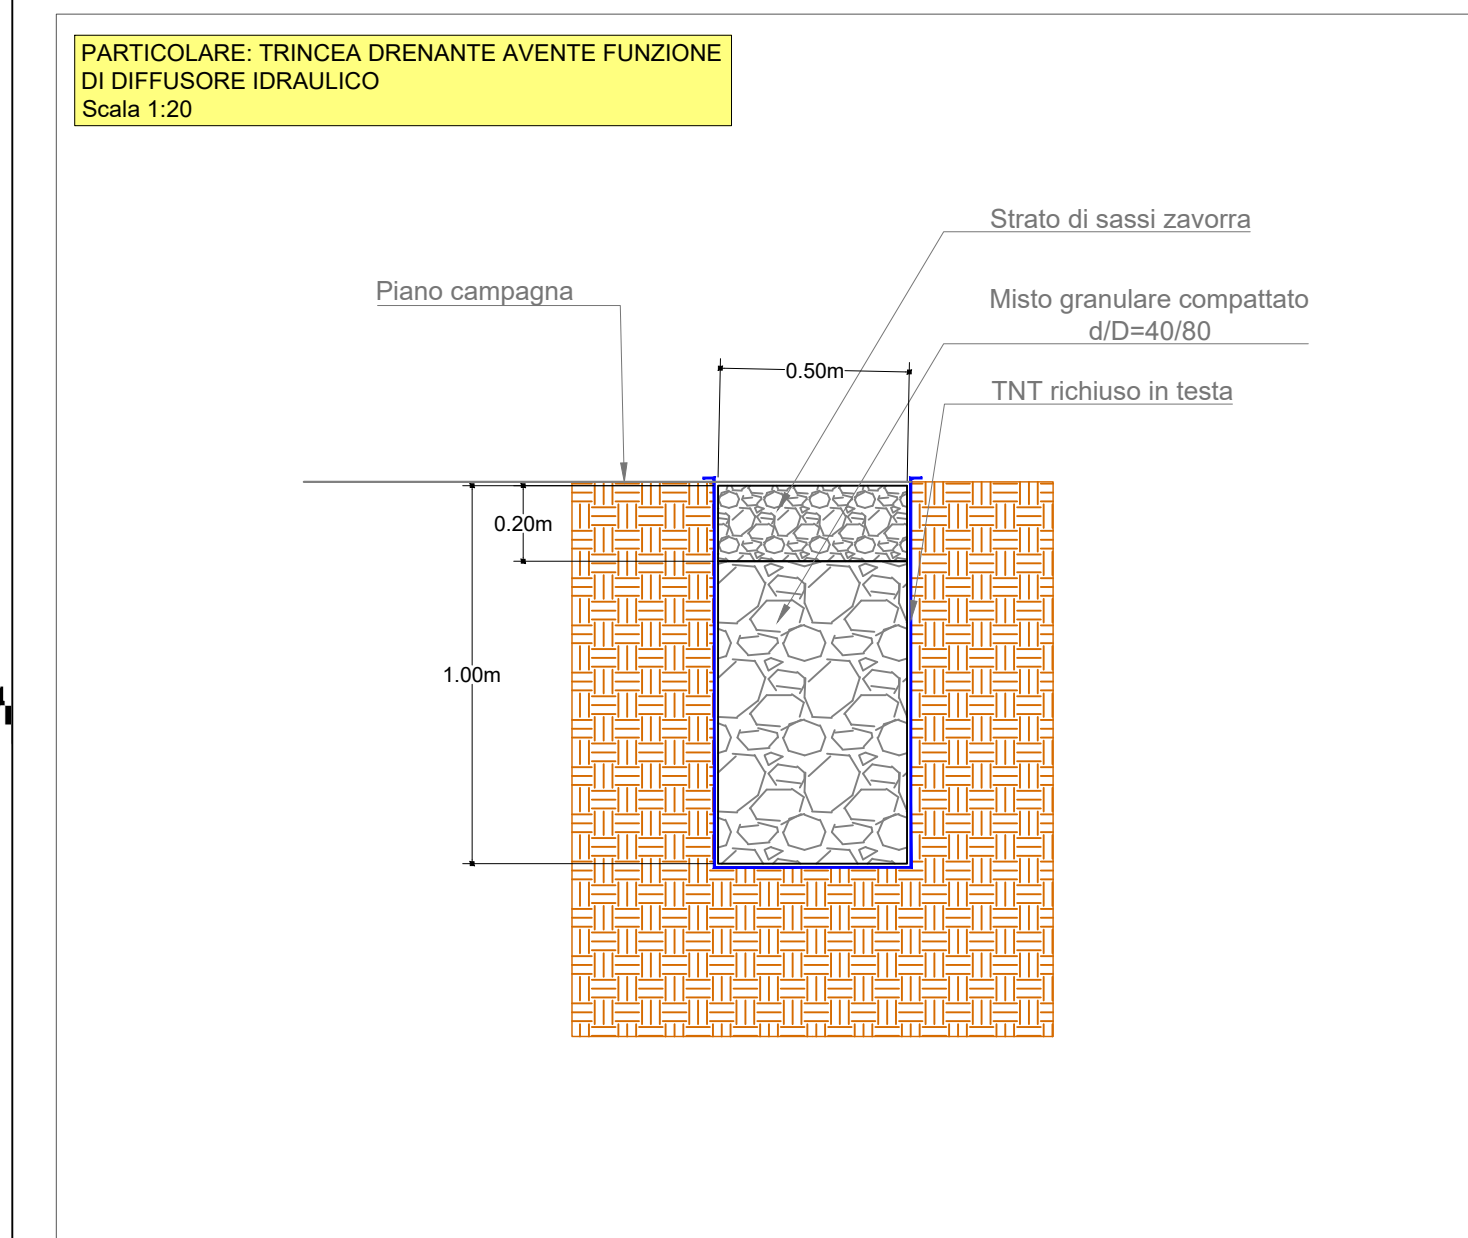 PARTICOLARE: TRINCEA DRENANTE AVENTE FUNZIONE
DI DIFFUSORE IDRAULICO
Scala 1:20
Strato di sassi zavorra
Piano campagna
Misto granulare compattato
d/D=40/80
0.50m
TNT richiuso in testa
0.20m
1.00m